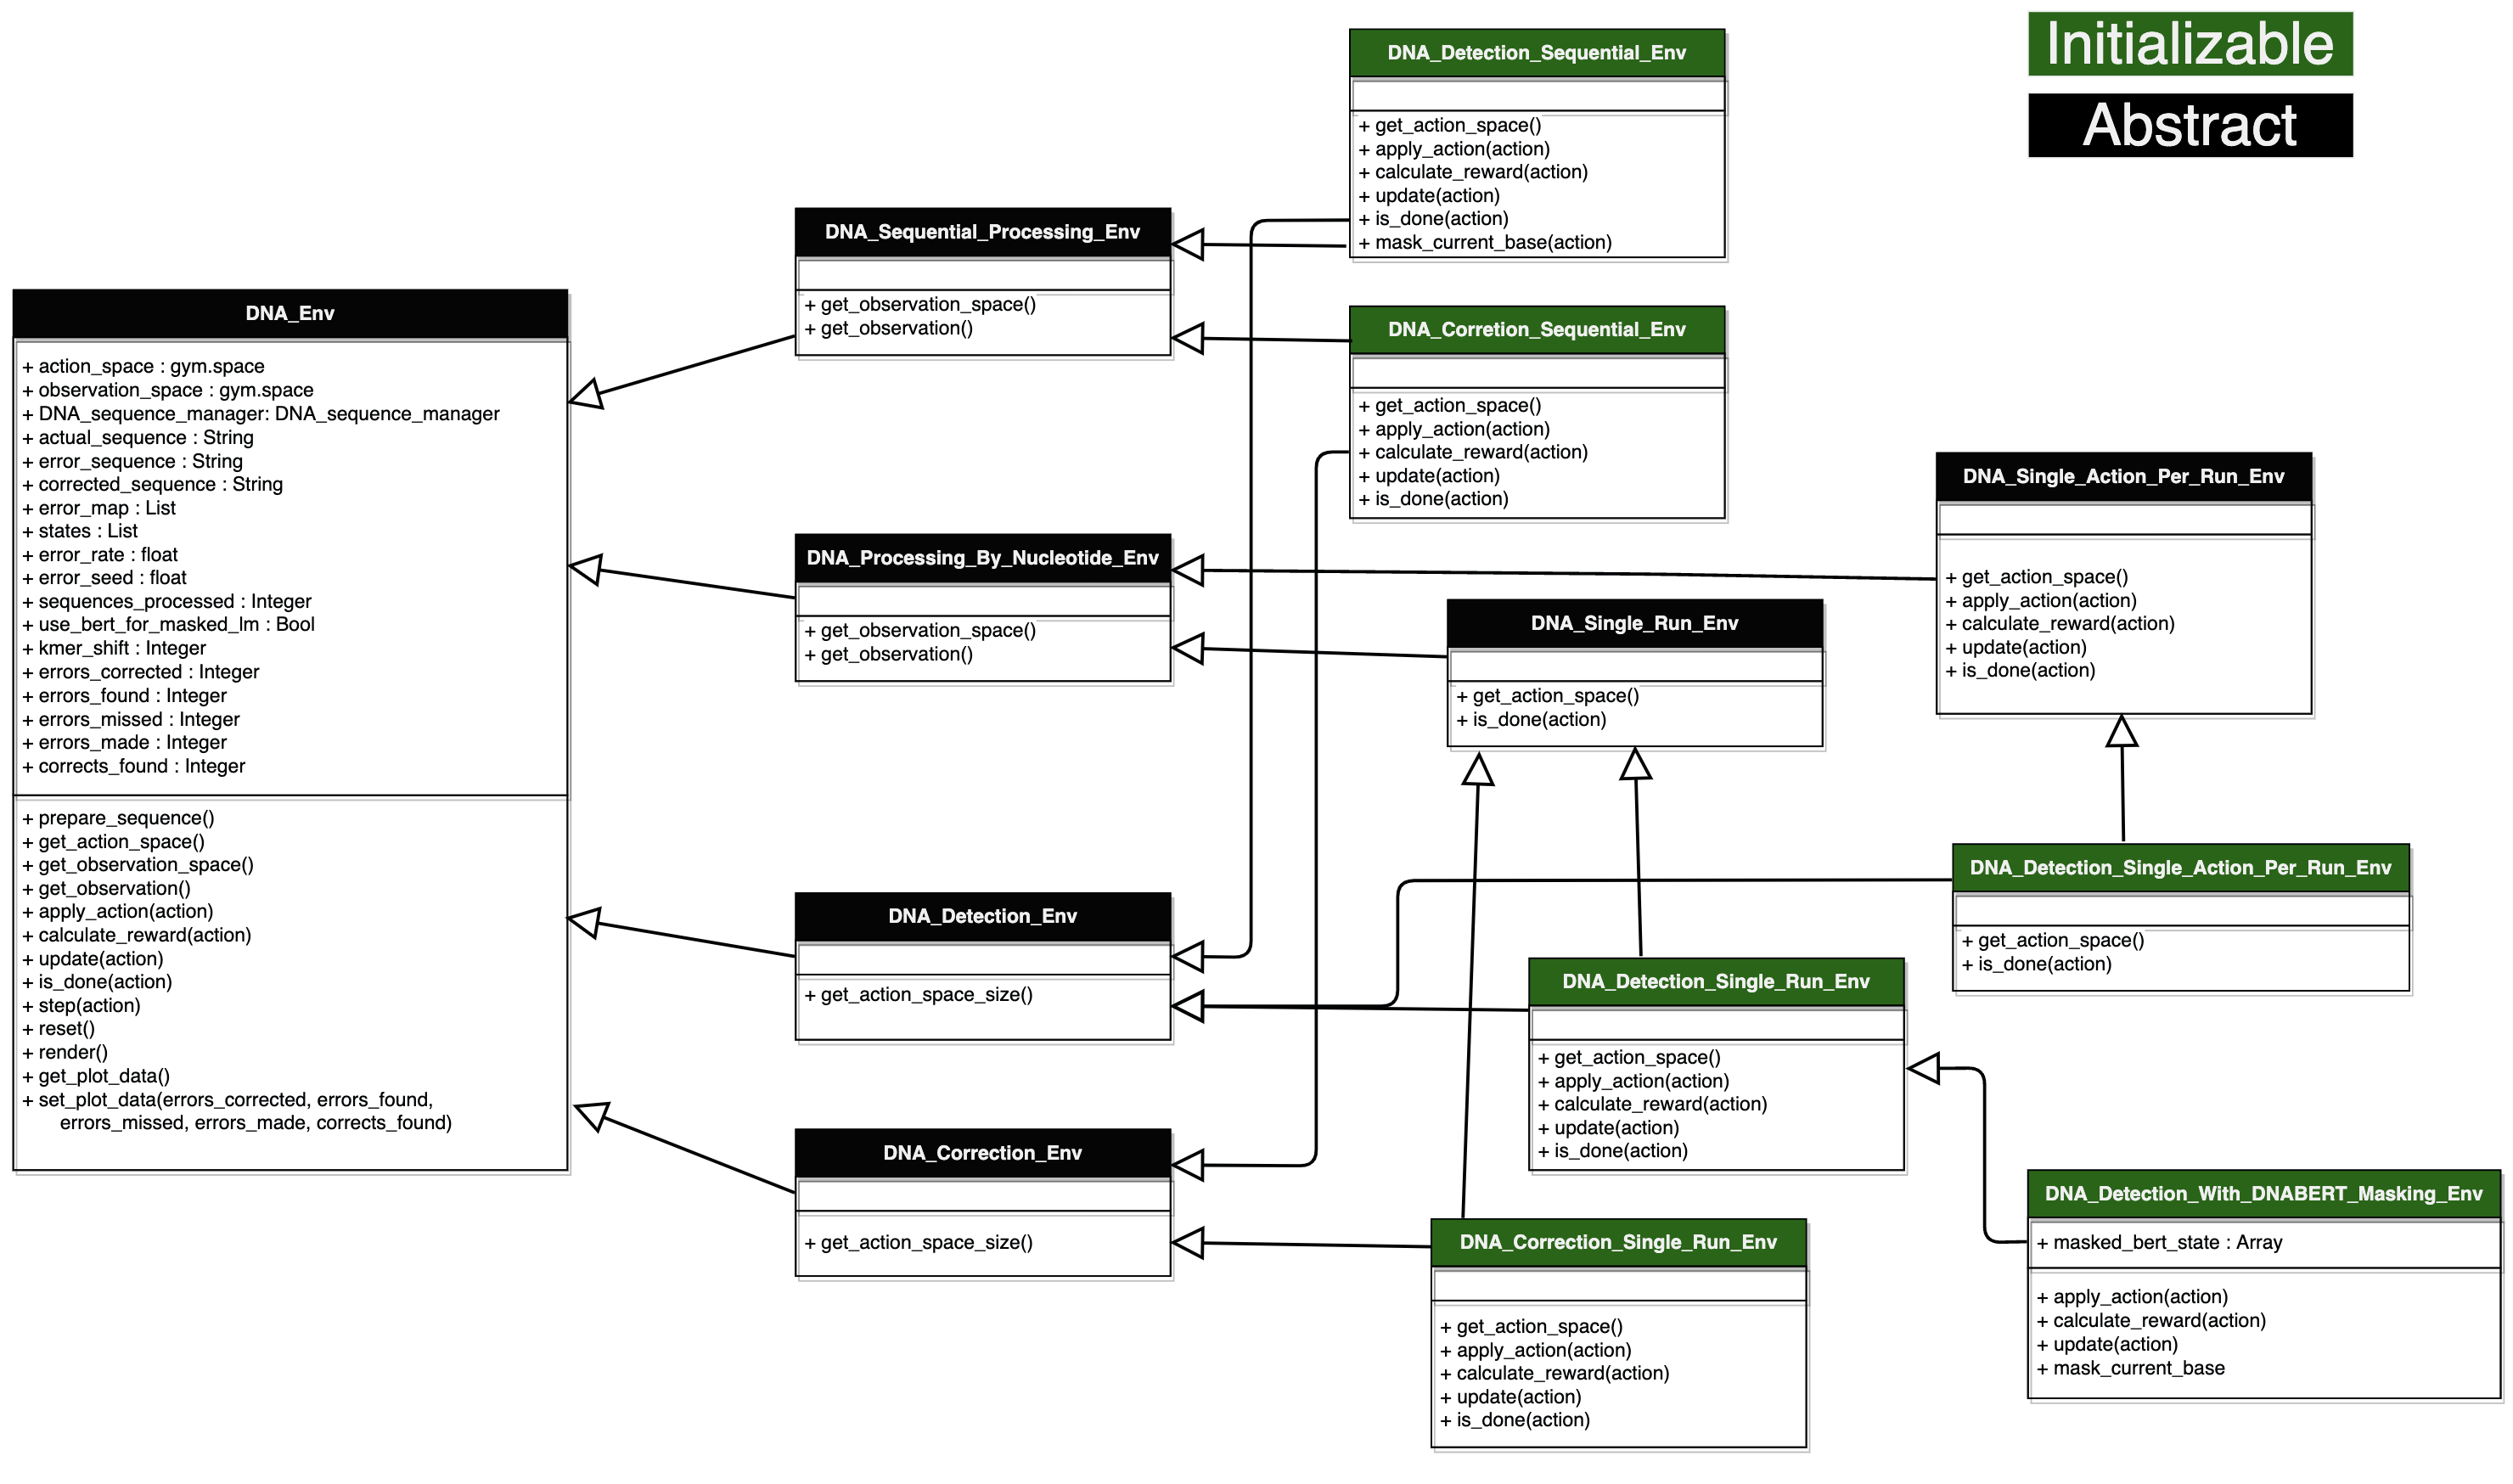 Initializable
Abstract
DNA_Env
+ action_space : gym.space
+ observation_space : gym.space
+ DNA_sequence_manager: DNA_sequence_manager
+ actual_sequence : String
+ error_sequence : String
+ corrected_sequence : String
+ error_map : List
+ states : List
+ error_rate : float
+ error_seed : float
+ sequences_processed : Integer
+ use_bert_for_masked_lm : Bool
+ kmer_shift : Integer
+ errors_corrected : Integer
+ errors_found : Integer
+ errors_missed : Integer
+ errors_made : Integer
+ corrects_found : Integer
+ prepare_sequence()
+ get_action_space()
+ get_observation_space()
+ get_observation()
+ apply_action(action)
+ calculate_reward(action)
+ update(action)
+ is_done(action)
+ step(action)
+ reset()
+ render()
+ get_plot_data()
+ set_plot_data(errors_corrected, errors_found,
errors_missed, errors_made, corrects_found)
DNA_Sequential_Processing_Env
+ get_observation_space()
+ get_observation()
DNA_Processing_By_Nucleotide_Env
+ get_observation_space()
+ get_observation()
DNA_Detection_Env
+ get_action_space_size()
DNA_Correction_Env
+ get_action_space_size()
DNA_Detection_Sequential_Env
+ get_action_space()
+ apply_action(action)
+ calculate_reward(action)
+ update(action)
+ is_done(action)
+ mask_current_base(action)
DNA_Corretion_Sequential_Env
+ get_action_space()
+ apply_action(action)
+ calculate_reward(action)
+ update(action)
+ is_done(action)
DNA_Single_Run_Env
+ get_action_space()
+ is_done(action)
DNA_Single_Action_Per_Run_Env
+ get_action_space()
+ apply_action(action)
+ calculate_reward(action)
+ update(action)
+ is_done(action)
DNA_Detection_Single_Action_Per_Run_Env
+ get_action_space()
+ is_done(action)
DNA_Detection_Single_Run_Env
+ get_action_space()
+ apply_action(action)
+ calculate_reward(action)
+ update(action)
+ is_done(action)
DNA_Correction_Single_Run_Env
+ get_action_space()
+ apply_action(action)
+ calculate_reward(action)
+ update(action)
+ is_done(action)
DNA_Detection_With_DNABERT_Masking_Env
+ masked_bert_state : Array
+ apply_action(action)
+ calculate_reward(action)
+ update(action)
+ mask_current_base